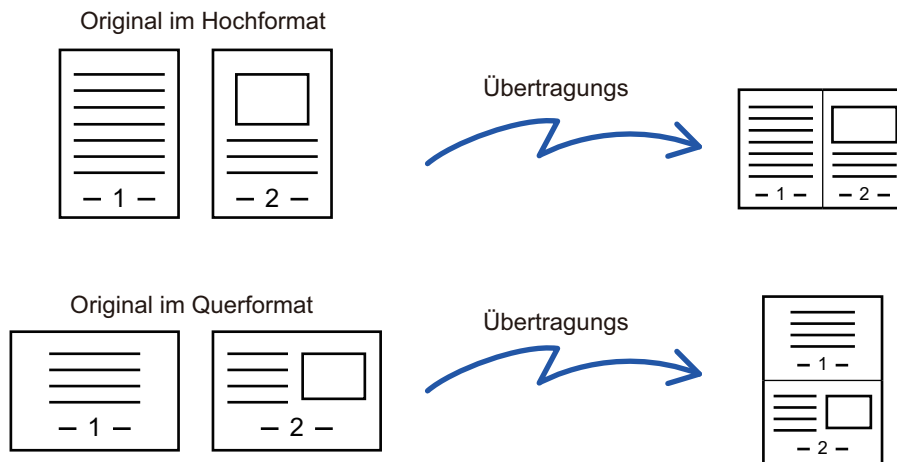 Original im Hochformat
Übertragungs
– 1 –
– 2 –
– 1 –
– 2 –
Original im Querformat
Übertragungs
– 1 –
– 2 –
– 1 –
– 2 –